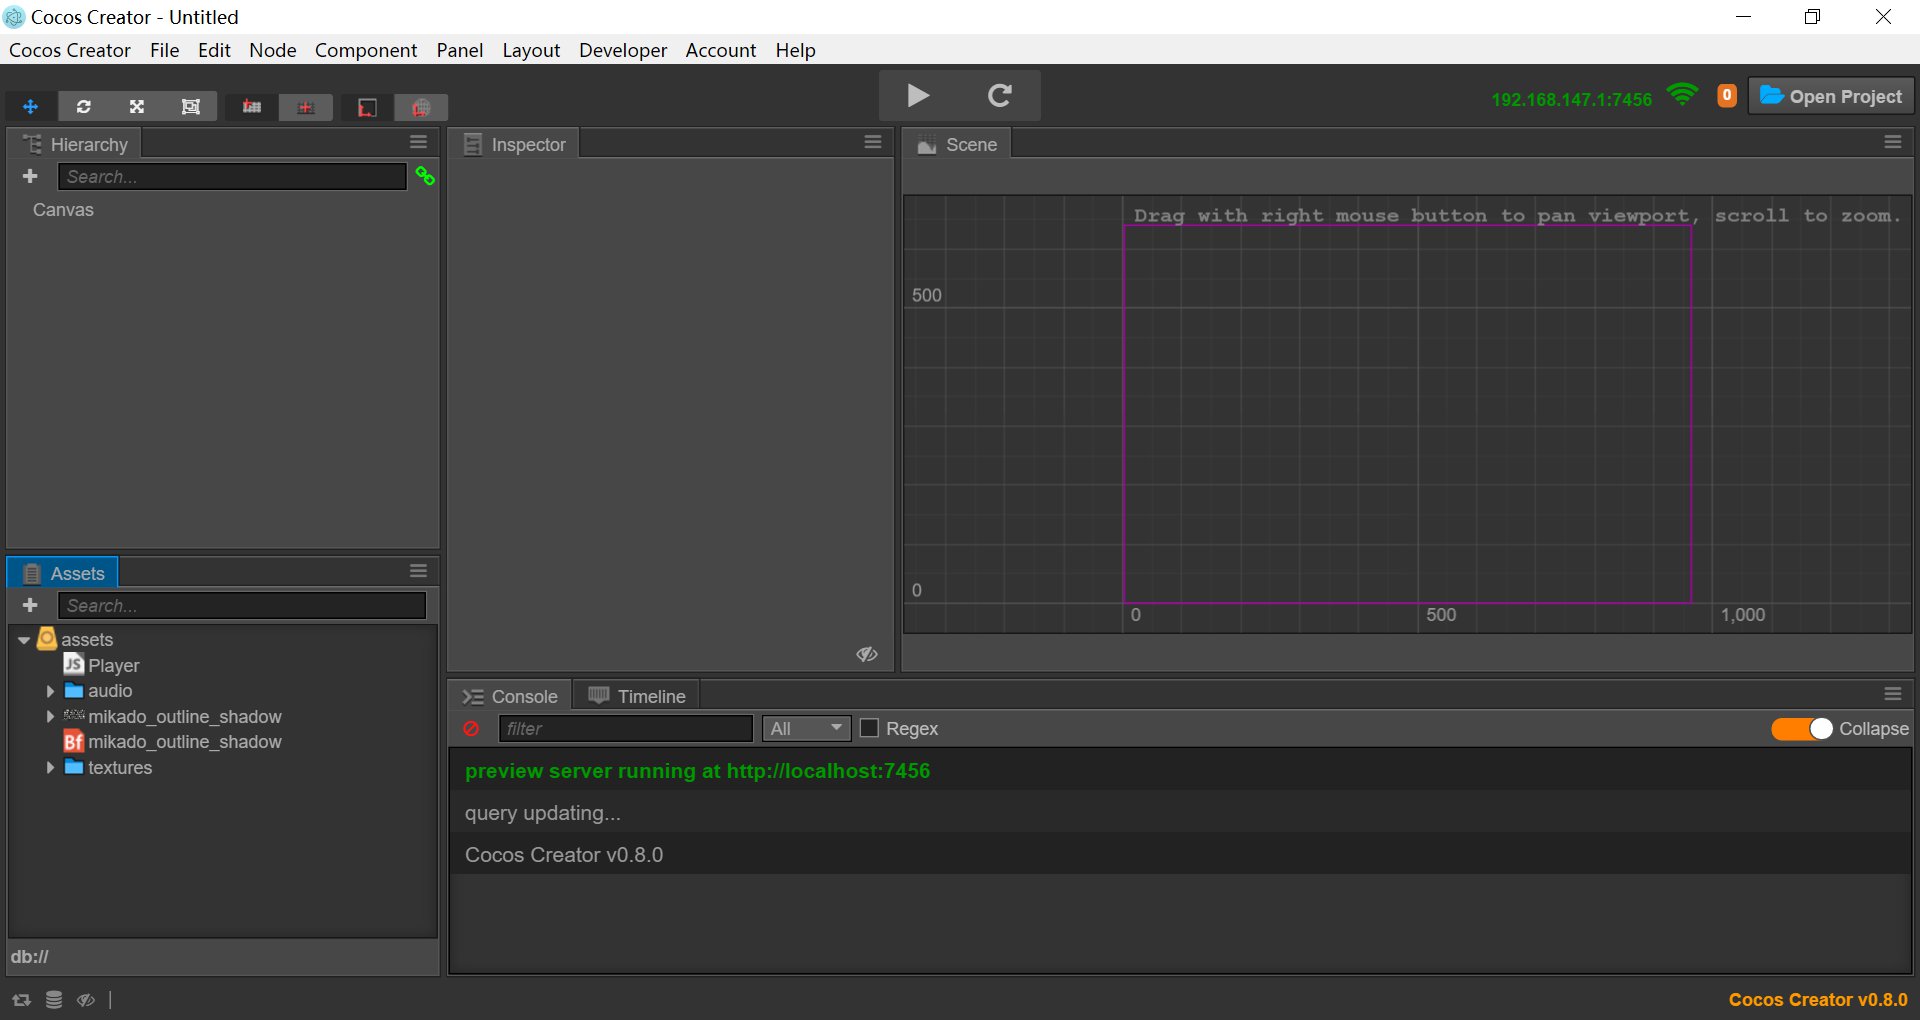 Cocos Creator - Untitled
Cocos Creator File Edit Node Component Panel Layout Developer Account Help
192.168.147.1:7456 0 Open Project
Hierarchy
Search...
Canvas
Inspector
Scene
Drag with right mouse button to pan viewport, scroll to zoom.
500
0
0 500 1,000
Assets
Search...
assets
JS Player
audio
mikado_outline_shadow
Bf mikado_outline_shadow
textures
db://
Console Timeline
filter All Regex Collapse
preview server running at http://localhost:7456
query updating...
Cocos Creator v0.8.0
Cocos Creator v0.8.0